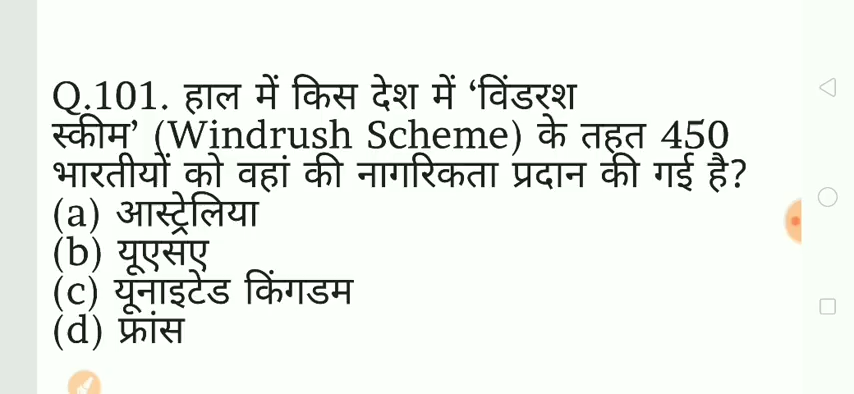 Q.101. हाल में किस देश में ‘विंडरश
स्कीम’ (Windrush Scheme) के तहत 450
भारतीयों को वहां की नागरिकता प्रदान की गई है?
(a) आस्ट्रेलिया
(b) यूएसए
(c) यूनाइटेड किंगडम
(d) फ्रांस